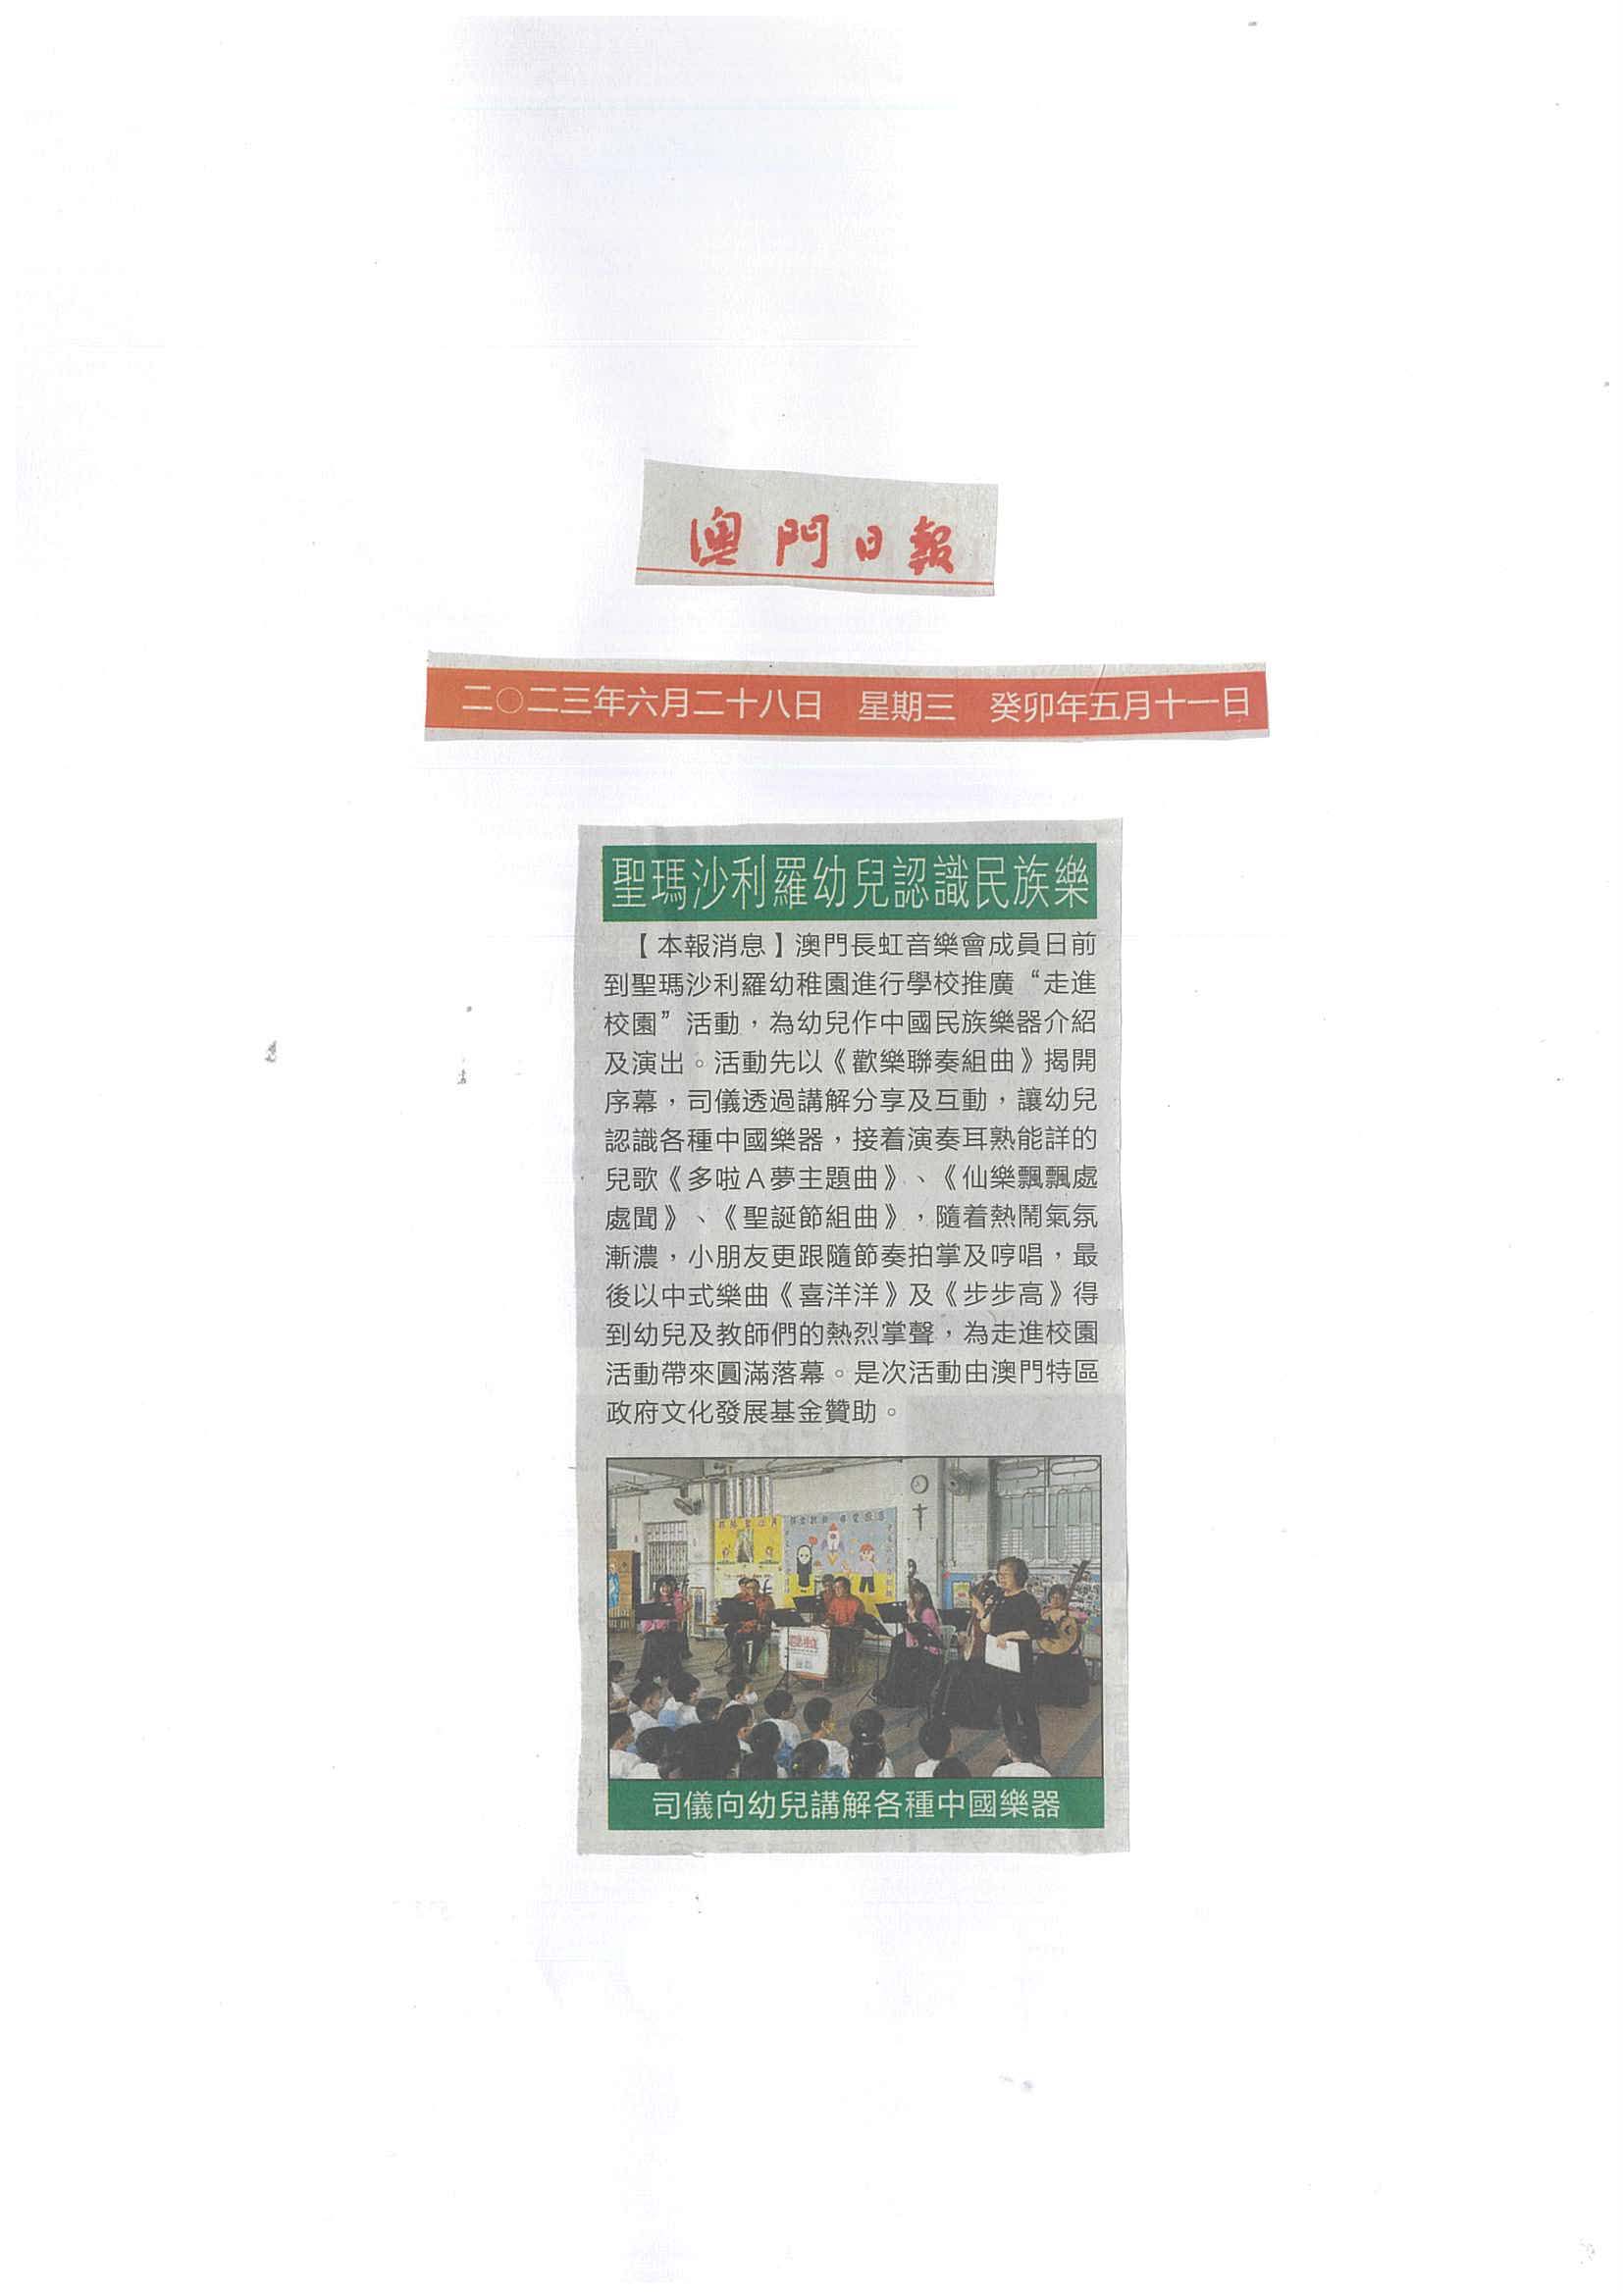 澳門日報
二〇二三年六月二十八日　星期三　癸卯年五月十一日
聖瑪沙利羅幼兒認識民族樂
【本報消息】澳門長虹音樂會成員日前
到聖瑪沙利羅幼稚園進行學校推廣“走進
校園”活動，為幼兒作中國民族樂器介紹
及演出。活動先以《歡樂聯奏組曲》揭開
序幕，司儀透過講解分享及互動，讓幼兒
認識各種中國樂器，接着演奏耳熟能詳的
兒歌《多啦A夢主題曲》、《仙樂飄飄處
處聞》、《聖誕節組曲》，隨着熱鬧氣氛
漸濃，小朋友更跟隨節奏拍掌及哼唱，最
後以中式樂曲《喜洋洋》及《步步高》得
到幼兒及教師們的熱烈掌聲，為走進校園
活動帶來圓滿落幕。是次活動由澳門特區
政府文化發展基金贊助。
司儀向幼兒講解各種中國樂器